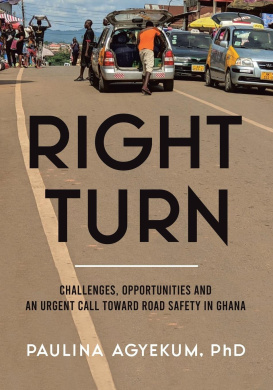 RIGHT
TURN
CHALLENGES, OPPORTUNITIES AND
AN URGENT CALL TOWARD ROAD SAFETY IN GHANA
PAULINA AGYEKUM, PhD